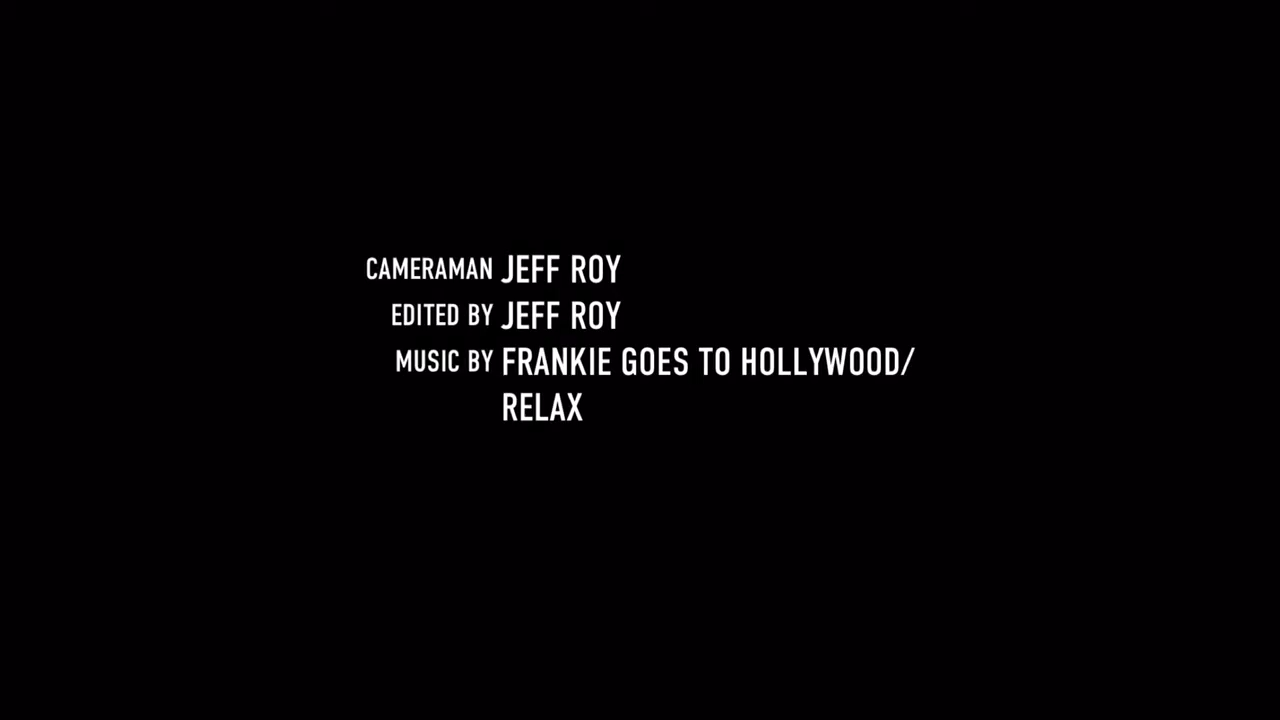 CAMERAMAN JEFF ROY
EDITED BY JEFF ROY
MUSIC BY FRANKIE GOES TO HOLLYWOOD/
RELAX